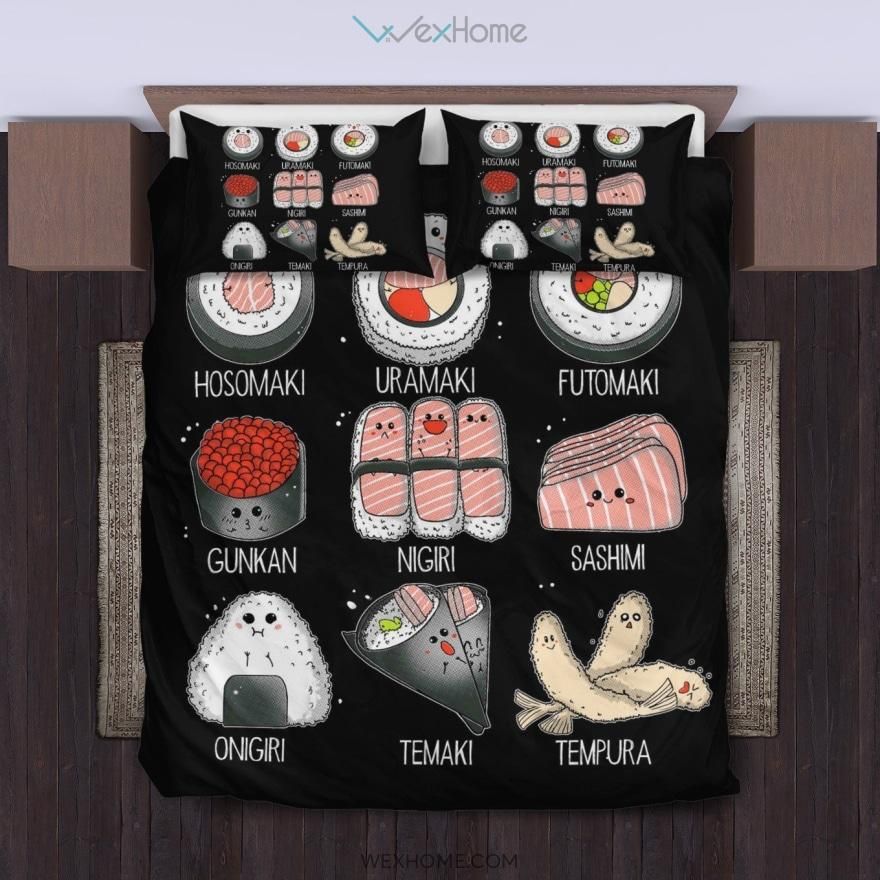 WexHome
HOSOMAKI URAMAKI FUTOMAKI
GUNKAN NIGIRI SASHIMI
ONIGIRI TEMAKI TEMPURA
HOSOMAKI URAMAKI FUTOMAKI
GUNKAN NIGIRI SASHIMI
ONIGIRI TEMAKI TEMPURA
HOSOMAKI URAMAKI FUTOMAKI
GUNKAN NIGIRI SASHIMI
ONIGIRI TEMAKI TEMPURA
WEXHOME.COM